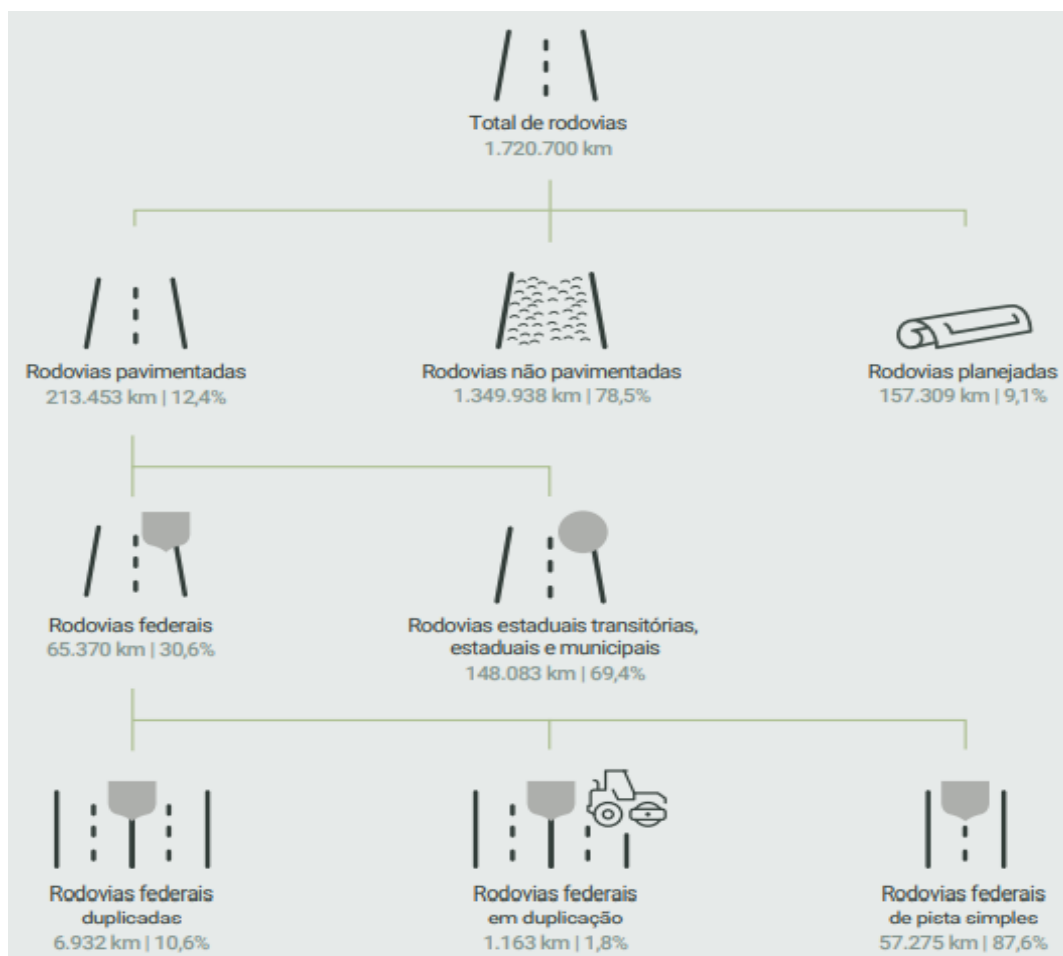 Total de rodovias
1.720.700 km
Rodovias pavimentadas
213.453 km | 12,4%
Rodovias não pavimentadas
1.349.938 km | 78,5%
Rodovias planejadas
157.309 km | 9,1%
Rodovias federais
65.370 km | 30,6%
Rodovias estaduais transitórias,
estaduais e municipais
148.083 km | 69,4%
Rodovias federais
duplicadas
6.932 km | 10,6%
Rodovias federais
em duplicação
1.163 km | 1,8%
Rodovias federais
de pista simples
57.275 km | 87,6%